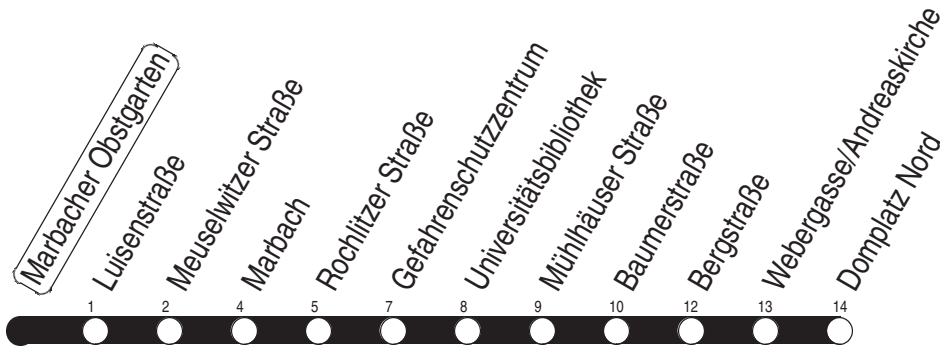 Marbacher Obstgarten
Luisenstraße
Meuselwitzer Straße
Marbach
Rochlitzer Straße
Gefahrenschutzzentrum
Universitätsbibliothek
Mühlhäuser Straße
Baumerstraße
Bergstraße
Webergasse/Andreaskirche
Domplatz Nord
1 2 4 5 7 8 9 10 12 13 14